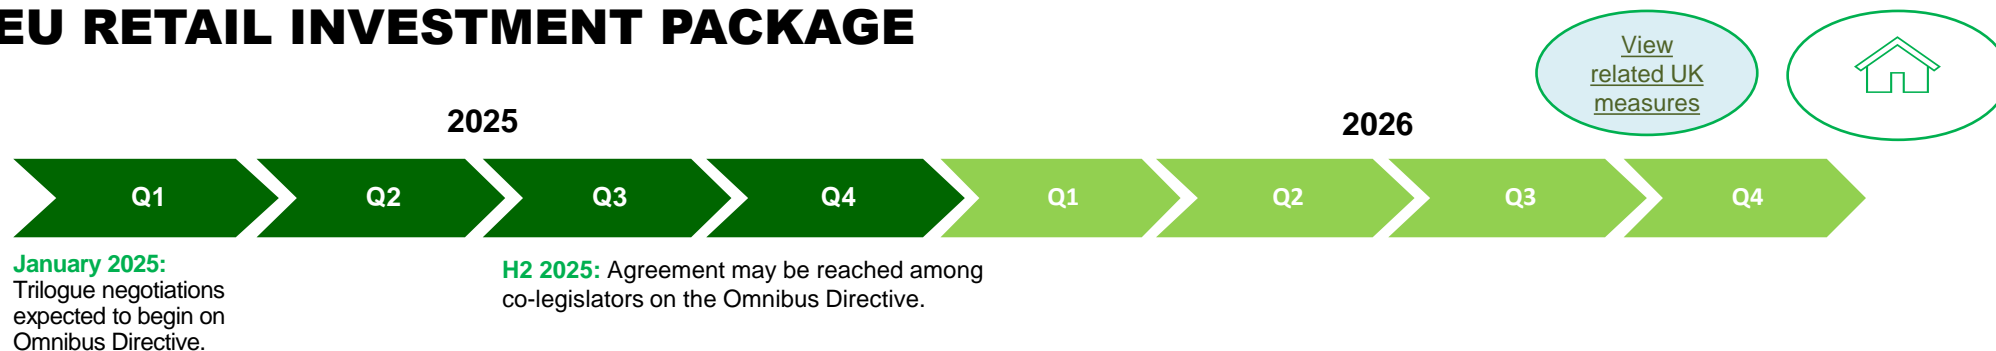 EU RETAIL INVESTMENT PACKAGE
View
related UK
measures
2025
2026
Q1
Q2
Q3
Q4
Q1
Q2
Q3
Q4
January 2025:
Trilogue negotiations
expected to begin on
Omnibus Directive.
H2 2025: Agreement may be reached among
co-legislators on the Omnibus Directive.